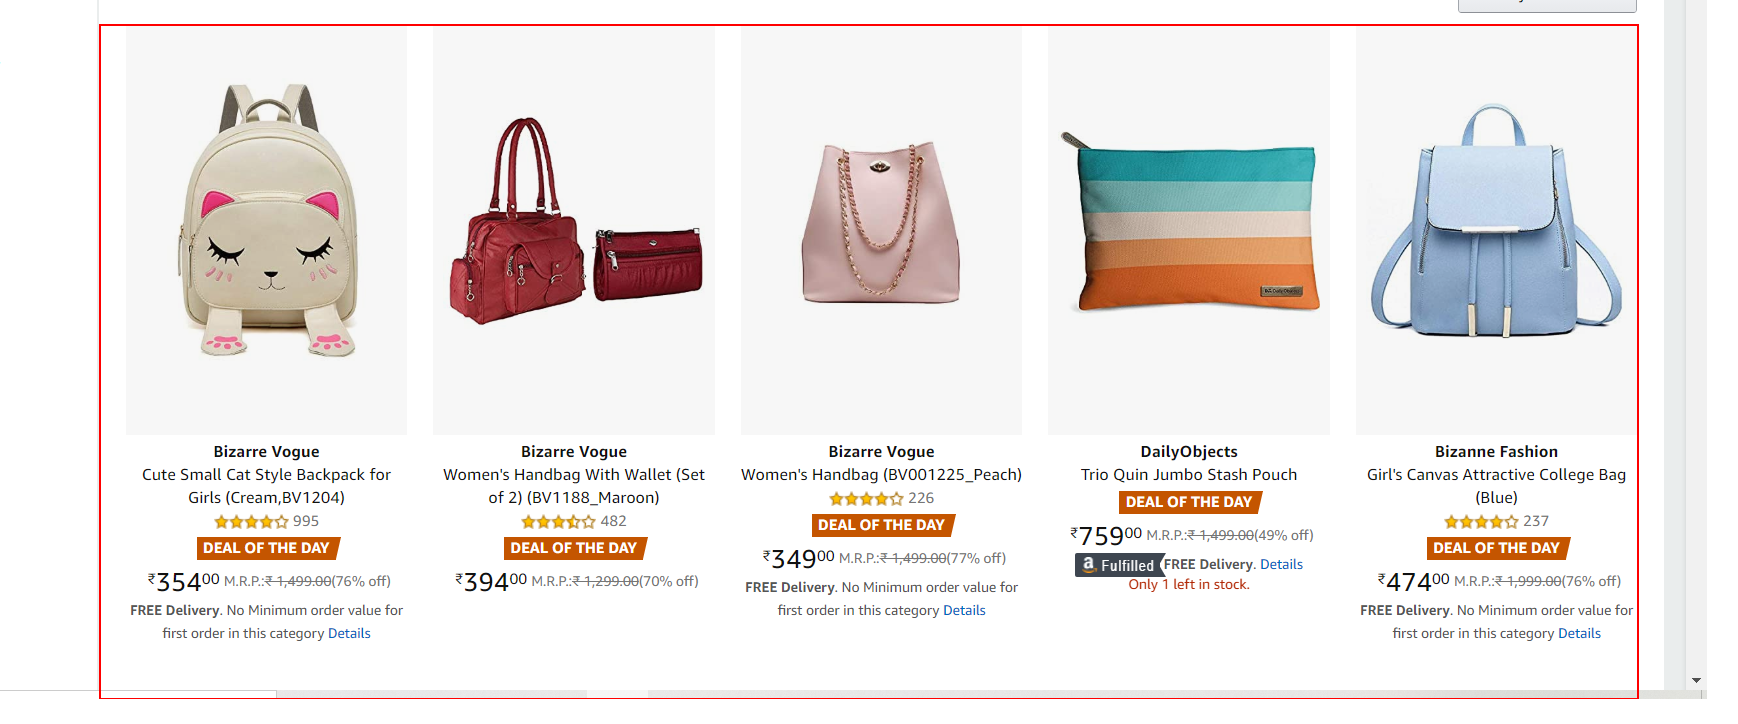 Bizarre Vogue
Cute Small Cat Style Backpack for
Girls (Cream,BV1204)
995
DEAL OF THE DAY
₹35400 M.R.P.:₹ 1,499.00(76% off)
FREE Delivery. No Minimum order value for
first order in this category Details
Bizarre Vogue
Women's Handbag With Wallet (Set
of 2) (BV1188_Maroon)
482
DEAL OF THE DAY
₹39400 M.R.P.:₹ 1,299.00(70% off)
Bizarre Vogue
Women's Handbag (BV001225_Peach)
226
DEAL OF THE DAY
₹34900 M.R.P.:₹ 1,499.00(77% off)
FREE Delivery. No Minimum order value for
first order in this category Details
DailyObjects
Trio Quin Jumbo Stash Pouch
DEAL OF THE DAY
₹75900 M.R.P.:₹ 1,499.00(49% off)
a Fulfilled FREE Delivery. Details
Only 1 left in stock.
Bizanne Fashion
Girl's Canvas Attractive College Bag
(Blue)
237
DEAL OF THE DAY
₹47400 M.R.P.:₹ 1,999.00(76% off)
FREE Delivery. No Minimum order value for
first order in this category Details